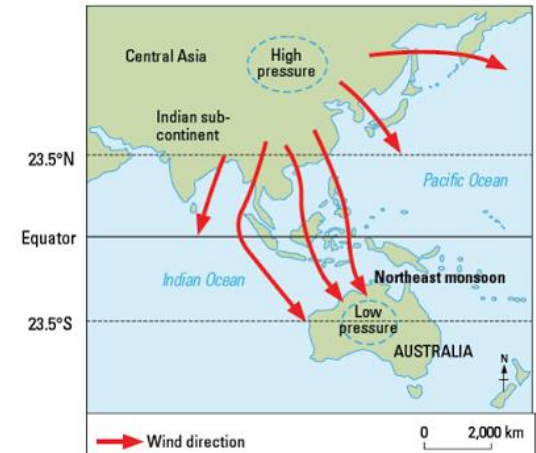 Central Asia
High
pressure
Indian sub-
continent
23.5°N
Pacific Ocean
Equator
Indian Ocean
Northeast monsoon
23.5°S
Low
pressure
AUSTRALIA
N
Wind direction
0 2,000 km